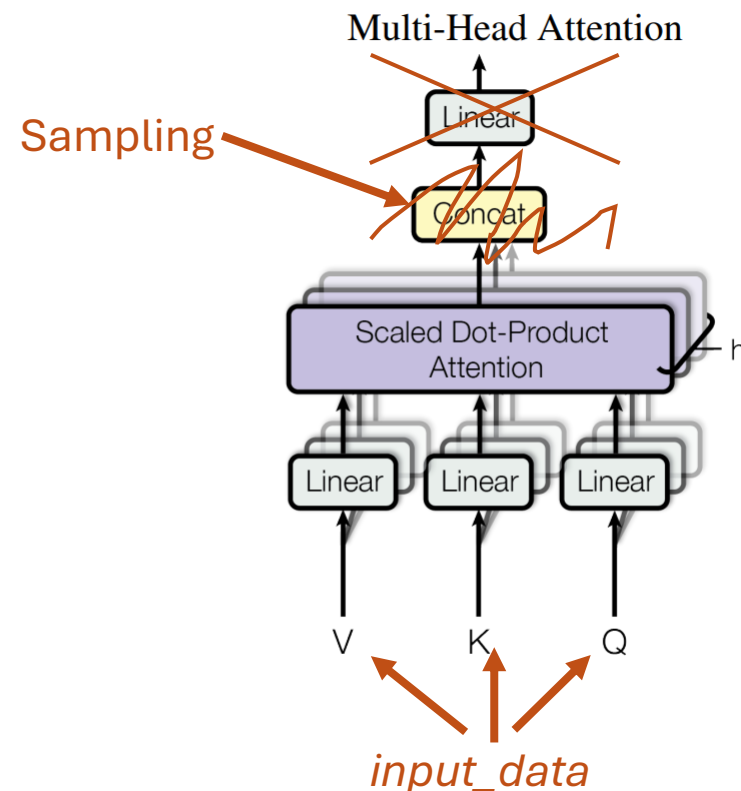 Multi-Head Attention
Linear
Sampling
Concat
Scaled Dot-Product
Attention
h
Linear
Linear
Linear
V
K
Q
input_data